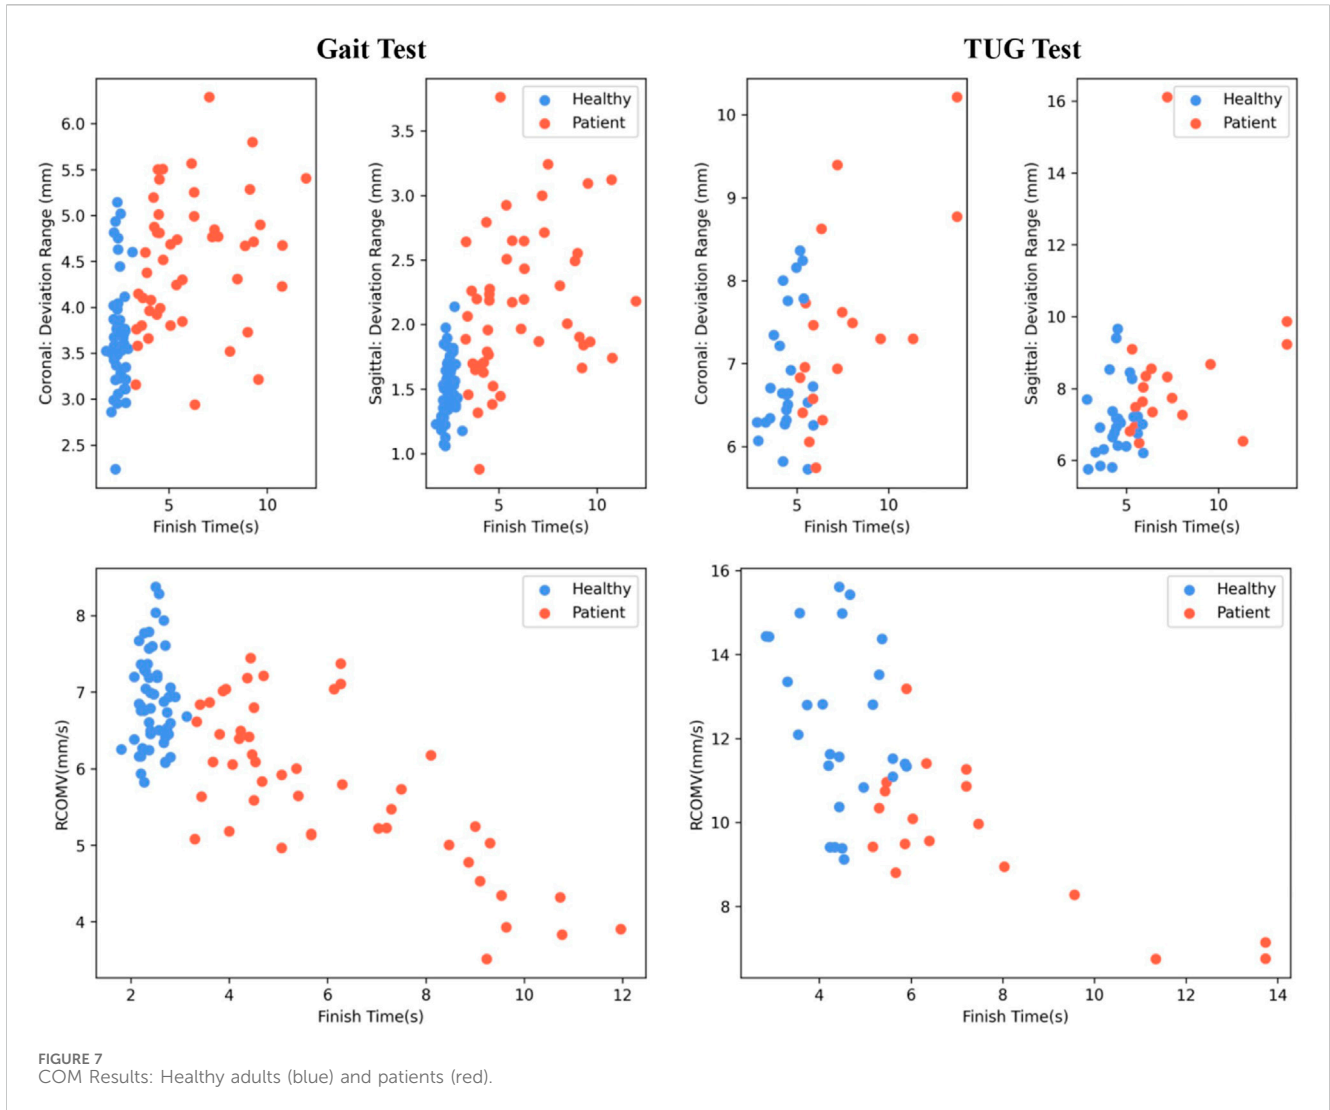 Gait Test
TUG Test
6.0
5.5
5.0
4.5
4.0
3.5
3.0
2.5
Coronal: Deviation Range (mm)
5
10
Finish Time(s)
Healthy
Patient
3.5
3.0
2.5
2.0
1.5
1.0
Sagittal: Deviation Range (mm)
5
10
Finish Time(s)
10
9
8
7
6
Coronal: Deviation Range (mm)
5
10
Finish Time(s)
Healthy
Patient
16
14
12
10
8
6
Sagittal: Deviation Range (mm)
5
10
Finish Time(s)
Healthy
Patient
8
7
6
5
4
RCOMV(mm/s)
2
4
6
8
10
12
Finish Time(s)
Healthy
Patient
16
14
12
10
8
RCOMV(mm/s)
4
6
8
10
12
14
Finish Time(s)
FIGURE 7
COM Results: Healthy adults (blue) and patients (red).